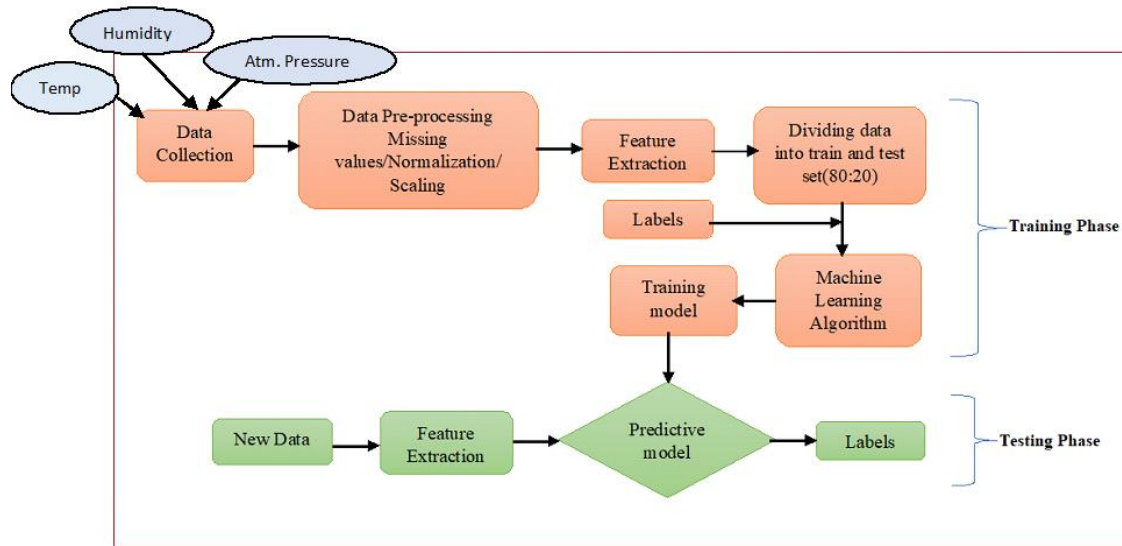 Humidity
Atm. Pressure
Temp
Data
Collection
Data Pre-processing
Missing
values/Normalization/
Scaling
Feature
Extraction
Dividing data
into train and test
set(80:20)
Labels
Training Phase
Training
model
Machine
Learning
Algorithm
New Data
Feature
Extraction
Predictive
model
Labels
Testing Phase